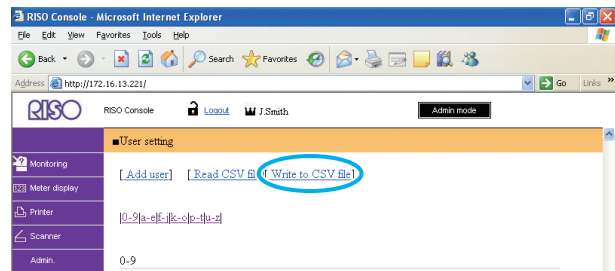 RISO Console - Microsoft Internet Explorer
File Edit View Favorites Tools Help
Back Search Favorites
Address http://172.16.13.221/ Go Links »
RISO RISO Console Logout J.Smith Admin mode
■User setting
Monitoring
[ Add user] [ Read CSV fil [ Write to CSV file]
123 Meter display
Printer
|0-9|a-e|f-j|k-o|p-t|u-z|
Scanner
Admin.
0-9